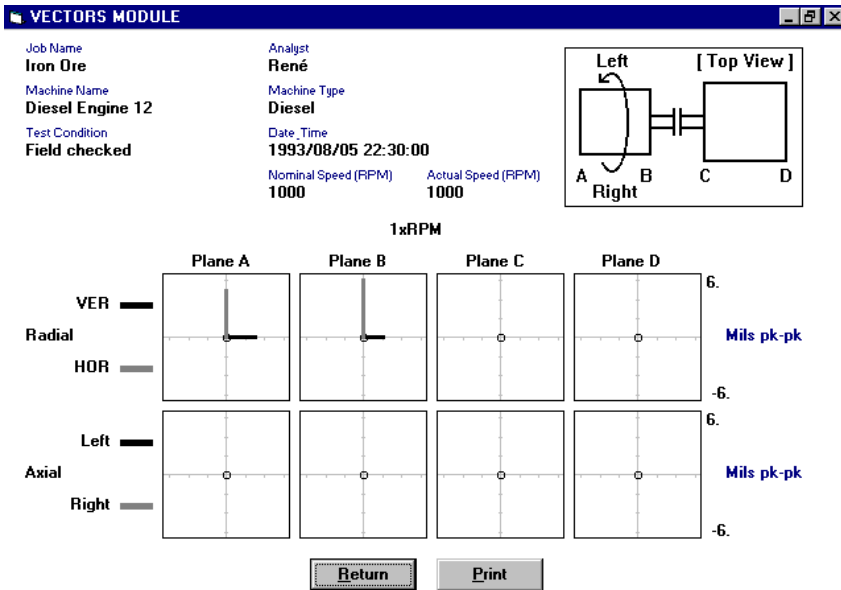 VECTORS MODULE
Job Name
Iron Ore
Analyst
René
Machine Name
Diesel Engine 12
Machine Type
Diesel
Test Condition
Field checked
Date_Time
1993/08/05 22:30:00
Nominal Speed (RPM)
1000
Actual Speed (RPM)
1000
Left
[ Top View ]
A B C D
Right
1xRPM
Plane A Plane B Plane C Plane D
6.
VER
Radial
Mils pk-pk
HOR
-6.
6.
Left
Axial
Mils pk-pk
Right
-6.
Return
Print